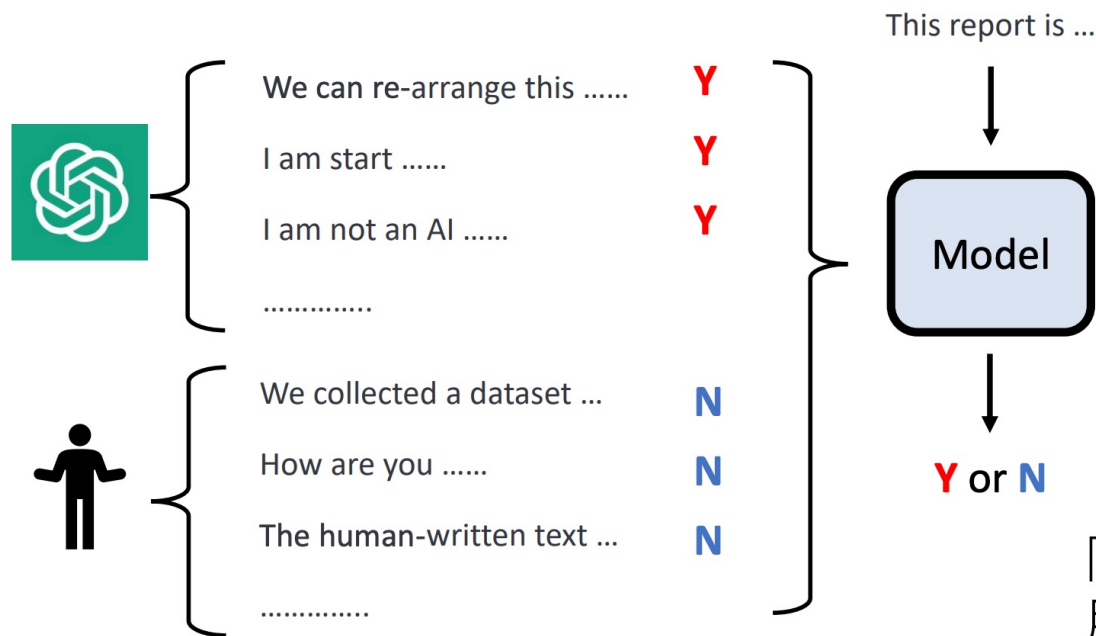 This report is …
We can re-arrange this …… Y
I am start …… Y
I am not an AI …… Y
…………..
Model
We collected a dataset … N
How are you …… N
The human-written text … N
…………..
Y or N